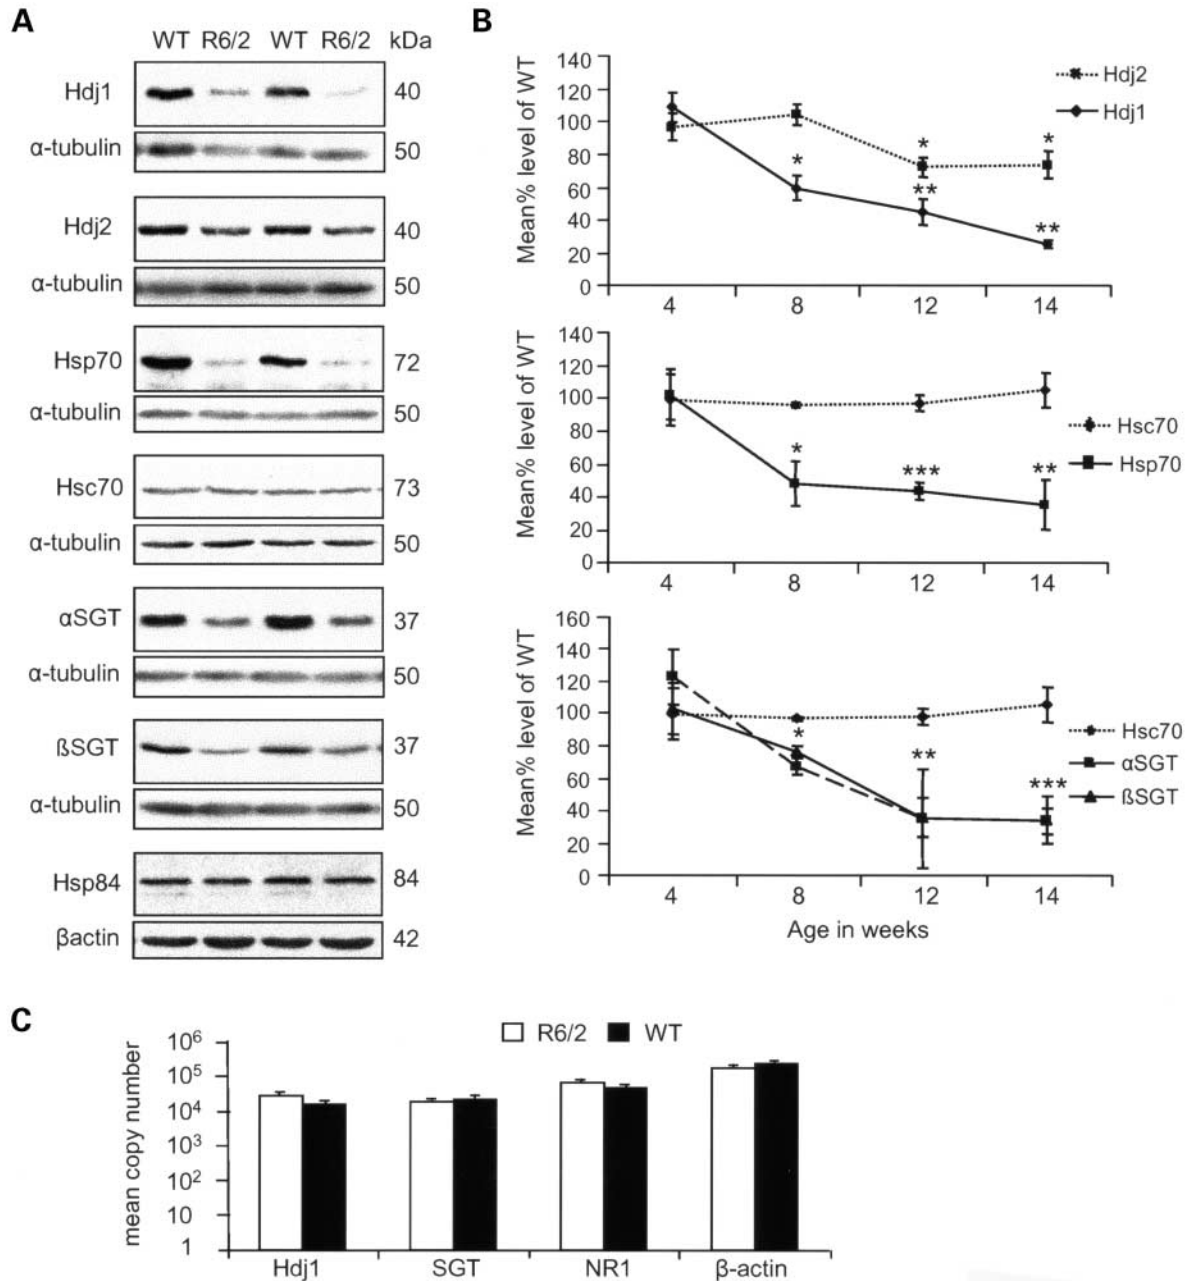 A
WT R6/2 WT R6/2 kDa
Hdj1 40
α-tubulin 50
Hdj2 40
α-tubulin 50
Hsp70 72
α-tubulin 50
Hsc70 73
α-tubulin 50
αSGT 37
α-tubulin 50
ßSGT 37
α-tubulin 50
Hsp84 84
βactin 42
B
Mean% level of WT
140
120
100
80
60
40
20
0
4 8 12 14
* ** * ** *
Hdj2
Hdj1
Mean% level of WT
140
120
100
80
60
40
20
0
4 8 12 14
* *** **
Hsc70
Hsp70
Mean% level of WT
160
140
120
100
80
60
40
20
0
4 8 12 14
* ** ***
Hsc70
αSGT
ßSGT
Age in weeks
C
R6/2 WT
mean copy number
10⁶
10⁵
10⁴
10³
10²
10
1
Hdj1 SGT NR1 β-actin